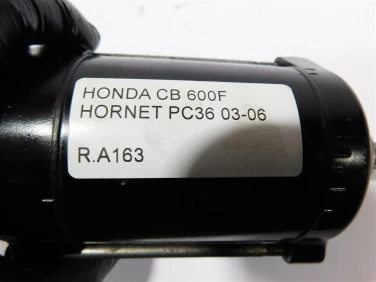 HONDA CB 600F
HORNET PC36 03-06
R.A163